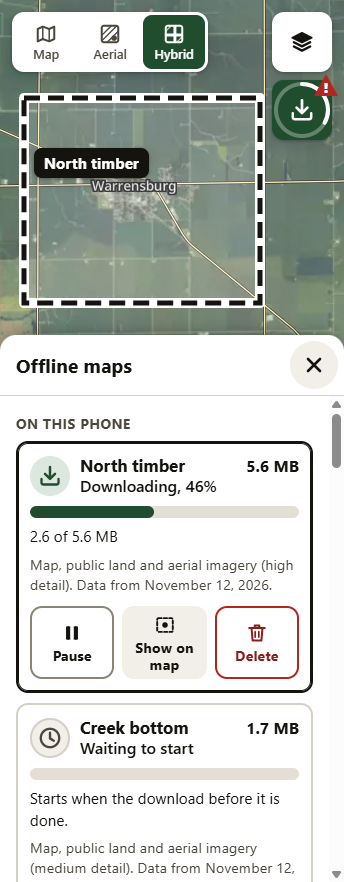 Map
Aerial
Hybrid
North timber
Warrensburg
Offline maps
ON THIS PHONE
North timber
5.6 MB
Downloading, 46%
2.6 of 5.6 MB
Map, public land and aerial imagery (high
detail). Data from November 12, 2026.
Pause
Show on
map
Delete
Creek bottom
1.7 MB
Waiting to start
Starts when the download before it is
done.
Map, public land and aerial imagery
(medium detail). Data from November 12,